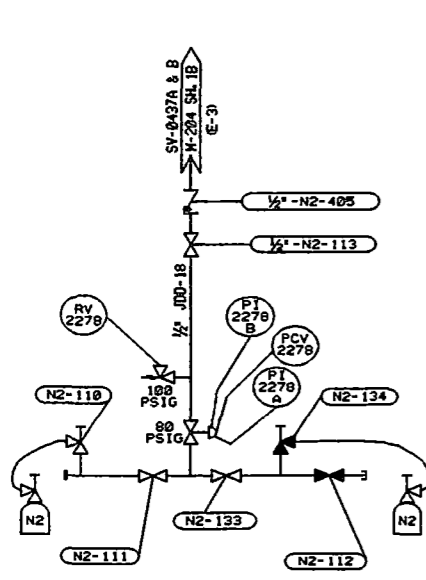 SV-0437A & B
M-204 SH. 1B
(E-3)
½"-N2-405
½"-N2-113
½" JDD-18
RV
2278
PI
2278
B
PCV
2278
PI
2278
A
100
PSIG
80
PSIG
N2-110
N2-134
N2
N2
N2-133
N2-111
N2-112